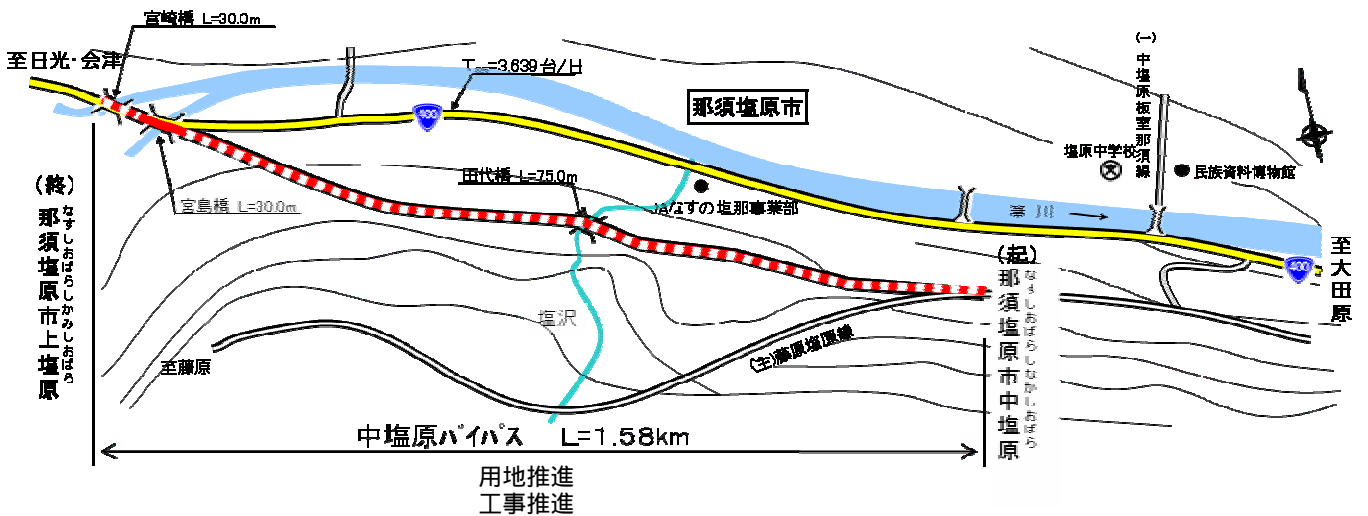 宮崎橋 L=30.0m
至日光・会津
=3,639台/日
400
那須塩原市
(一)中塩原板室那須線
塩原中学校
民族資料博物館
田代橋 L=75.0m
JAなすの塩那事業部
宮島橋 L=30.0m
箒川
(終)
那須塩原市上塩原
なすしおばらしかみしおばら
(起)
那須塩原市中塩原
なすしおばらしなかしおばら
400
至大田原
塩沢
(主)藤原塩原線
至藤原
中塩原バイパス L=1.58km
用地推進
工事推進